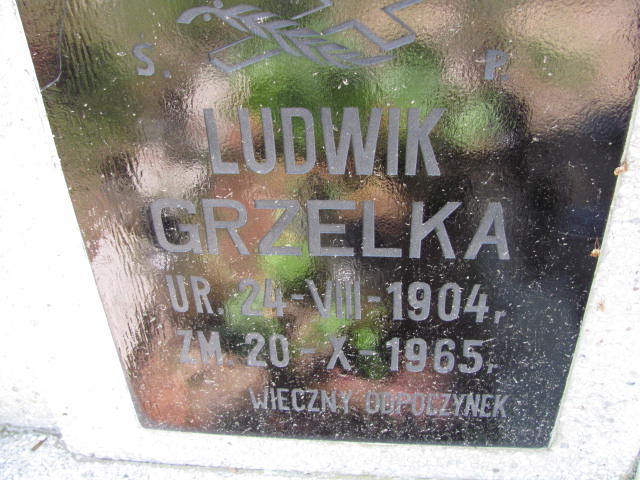 Ś. P.
LUDWIK
GRZELKA
UR. 24-VIII-1904r,
ZM. 20-X-1965r,
WIECZNY ODPOCZYNEK